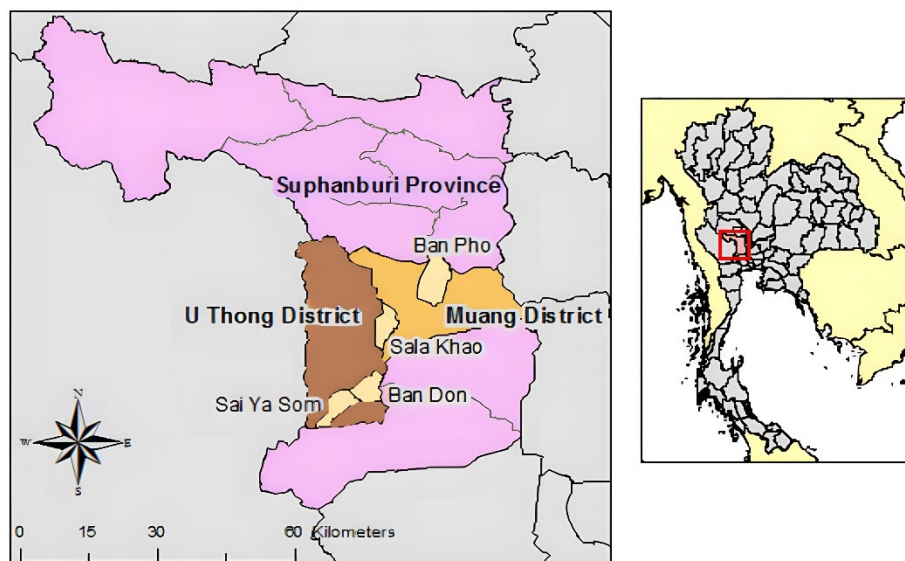 Suphanburi Province
Ban Pho
U Thong District
Muang District
Sala Khao
Sai Ya Som
Ban Don
N
W
E
S
0 15 30 60 Kilometers